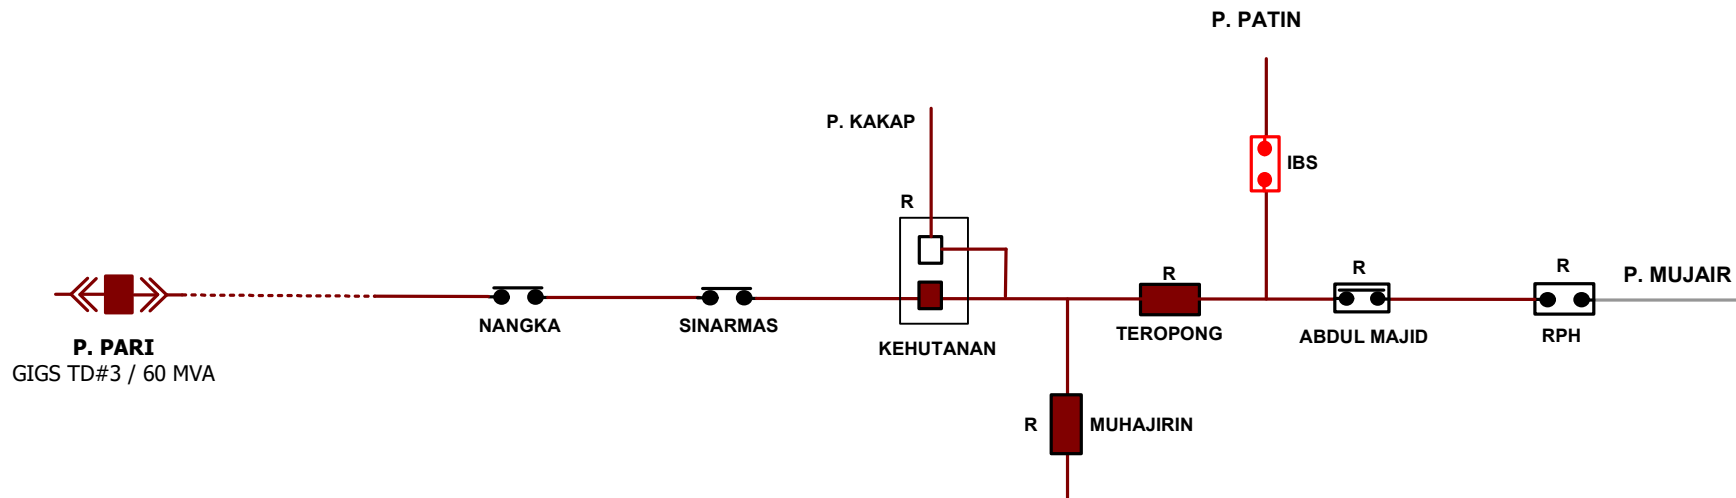 P. PATIN
P. KAKAP
IBS
R
R
R
R
P. MUJAIR
NANGKA
SINARMAS
KEHUTANAN
TEROPONG
ABDUL MAJID
RPH
P. PARI
GIGS TD#3 / 60 MVA
R
MUHAJIRIN